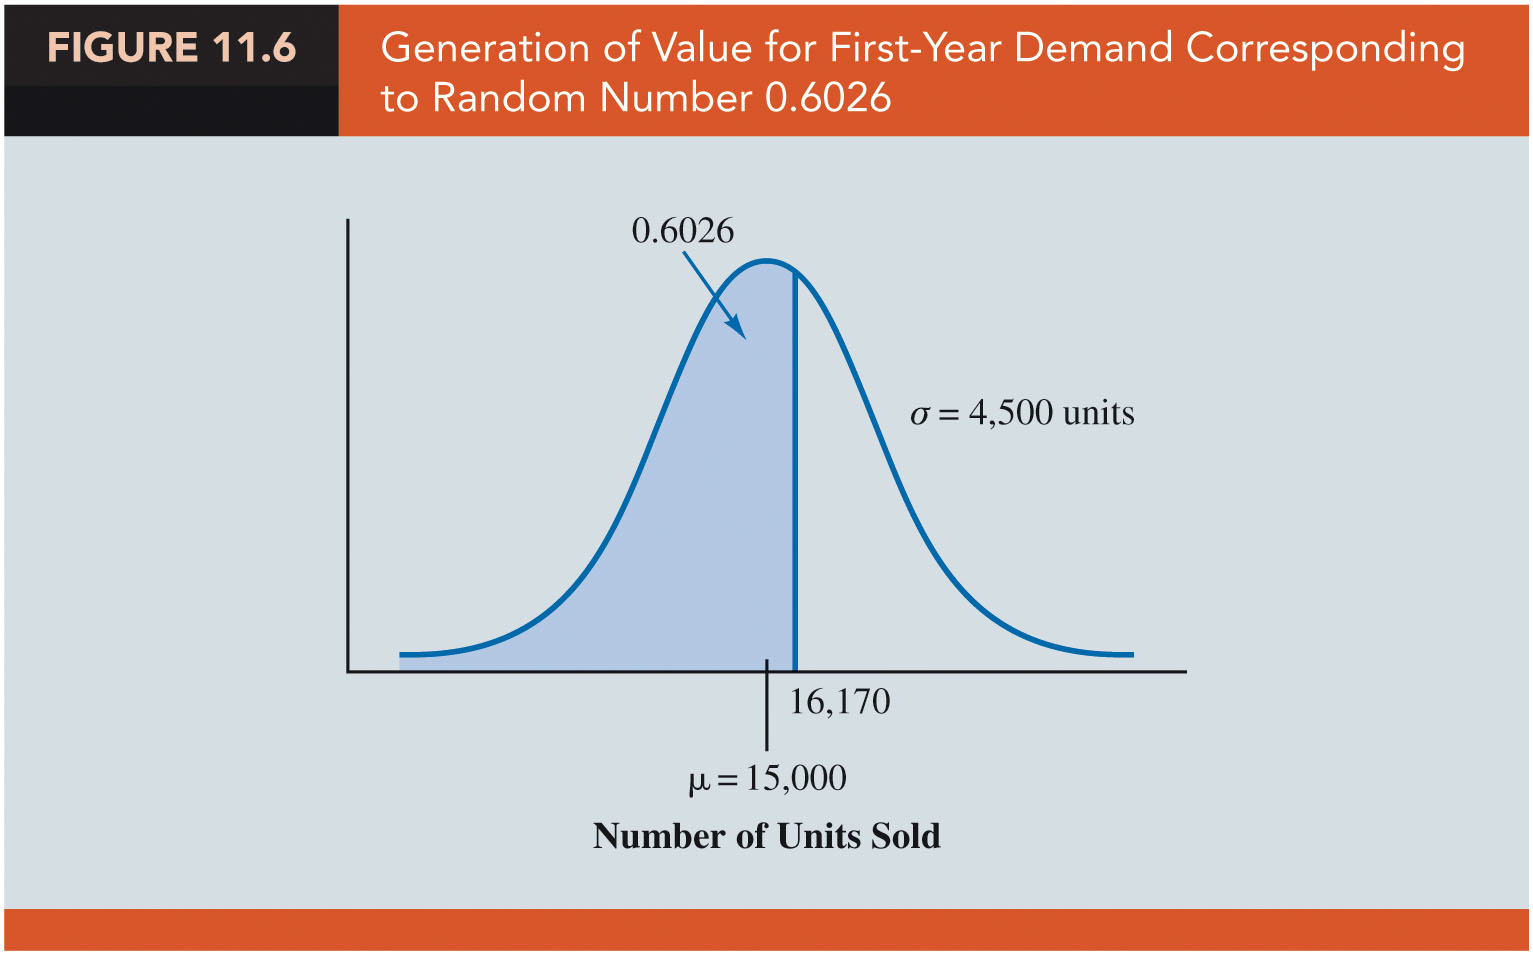 FIGURE 11.6
Generation of Value for First-Year Demand Corresponding
to Random Number 0.6026
0.6026
σ = 4,500 units
16,170
μ = 15,000
Number of Units Sold